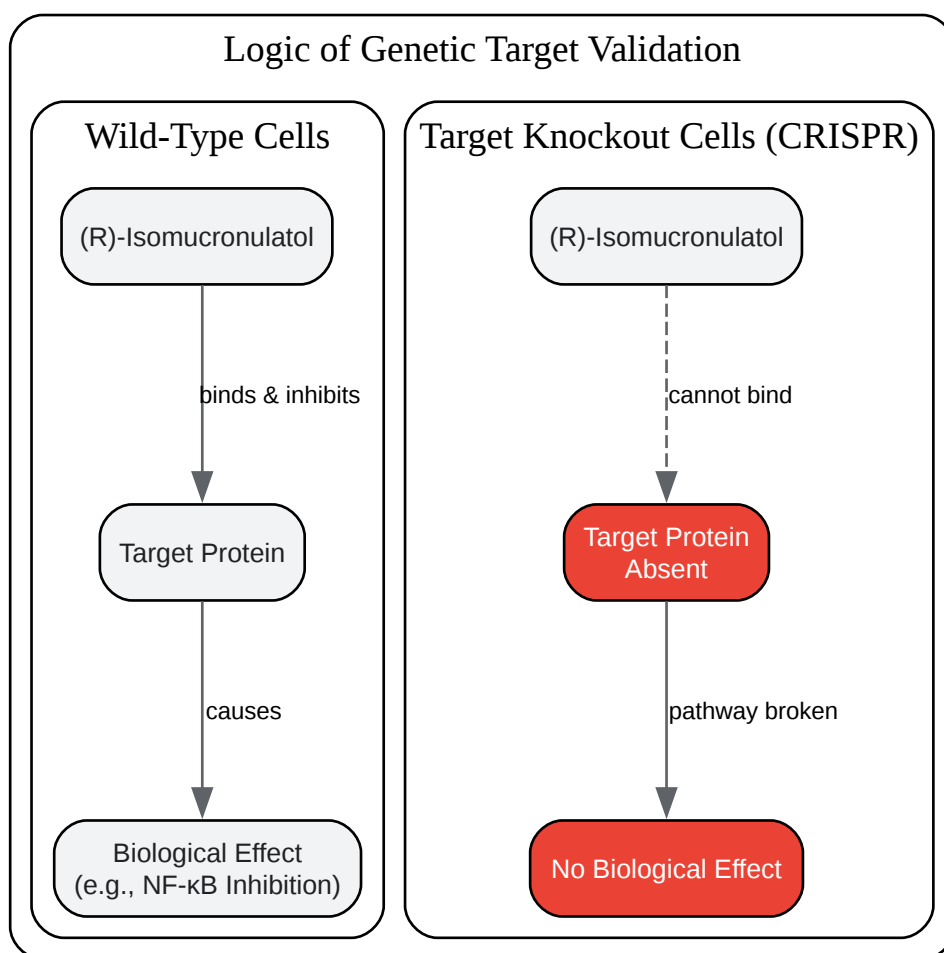 Logic of Genetic Target Validation
Wild-Type Cells
(R)-Isomucronulatol
binds & inhibits
Target Protein
causes
Biological Effect
(e.g., NF-κB Inhibition)
Target Knockout Cells (CRISPR)
(R)-Isomucronulatol
cannot bind
Target Protein
Absent
pathway broken
No Biological Effect